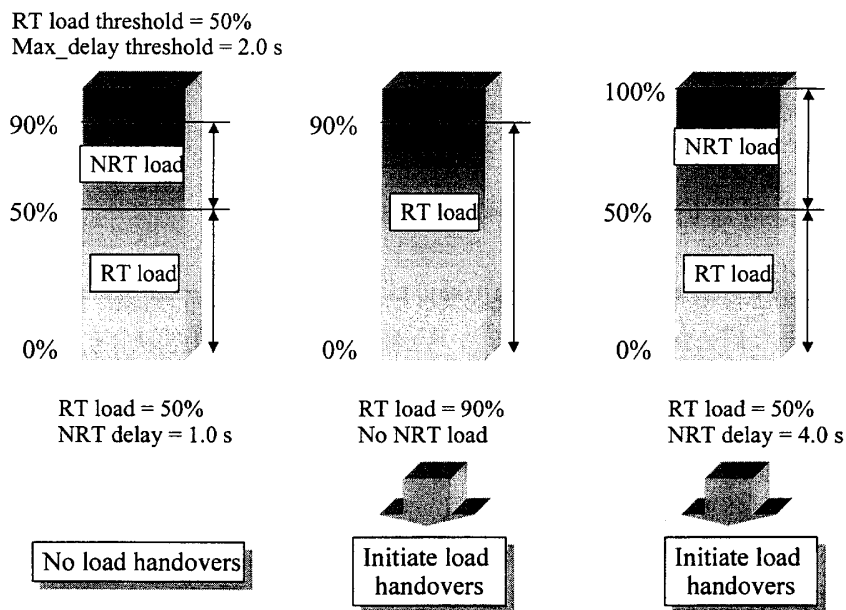 RT load threshold = 50%
Max_delay threshold = 2.0 s
90%
NRT load
50%
RT load
0%
RT load = 50%
NRT delay = 1.0 s
No load handovers
90%
RT load
0%
RT load = 90%
No NRT load
Initiate load
handovers
100%
NRT load
50%
RT load
0%
RT load = 50%
NRT delay = 4.0 s
Initiate load
handovers